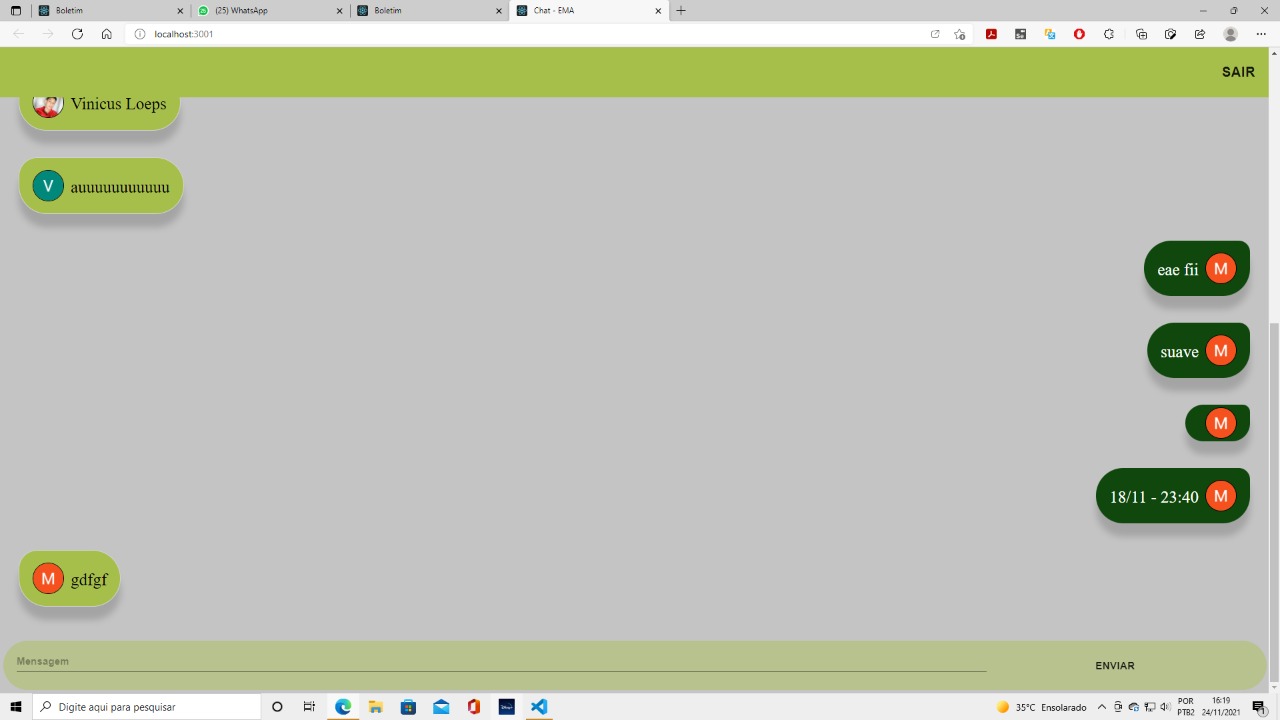 Boletim
(25) WhatsApp
Boletim
Chat - EMA
localhost:3001
SAIR
Vinicus Loeps
V auuuuuuuuuuu
eae fii M
suave M
M
18/11 - 23:40 M
M gdfgf
Mensagem
ENVIAR
Digite aqui para pesquisar
35°C Ensolarado
POR
PTB2
16:19
24/11/2021